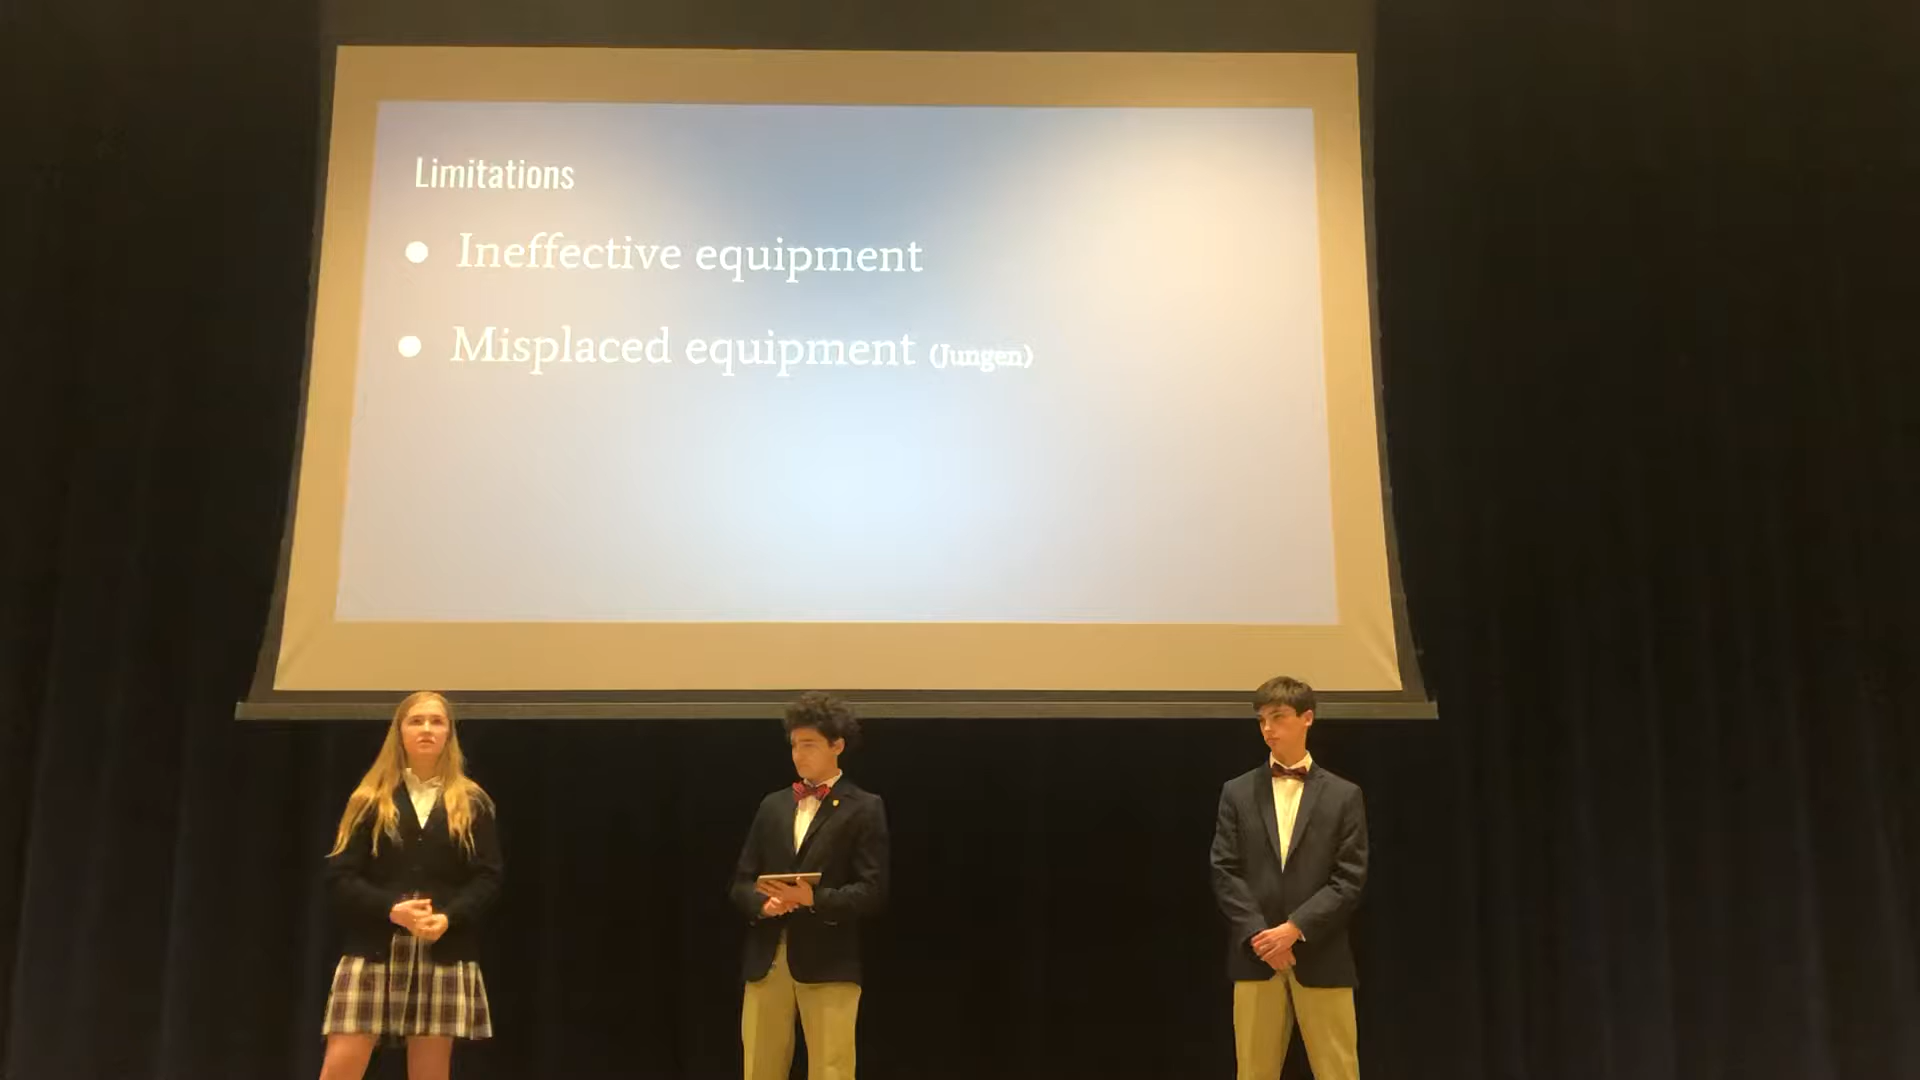 Limitations
● Ineffective equipment
● Misplaced equipment (Jungen)